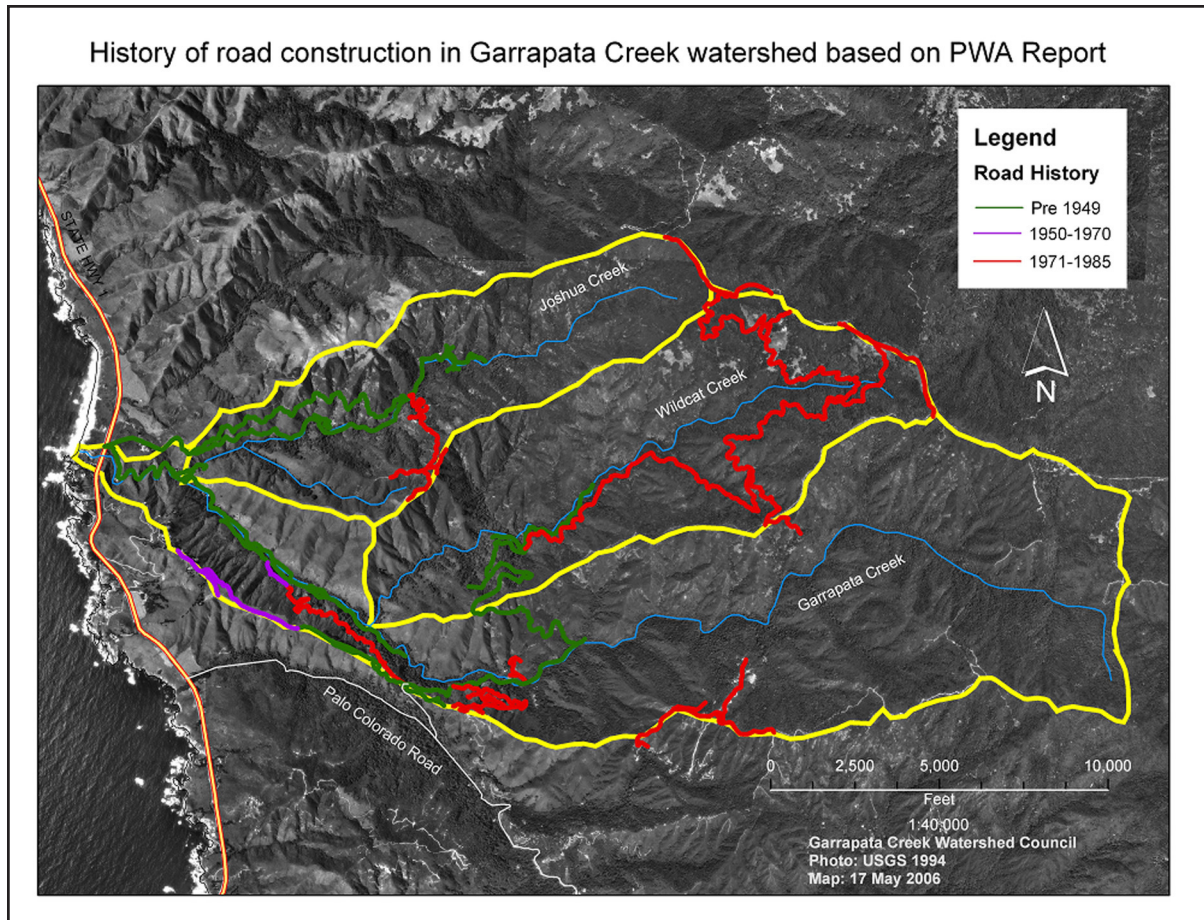 History of road construction in Garrapata Creek watershed based on PWA Report
Legend
Road History
Pre 1949
1950-1970
1971-1985
STATE HWY 1
Joshua Creek
N
Wildcat Creek
Garrapata Creek
Palo Colorado Road
0 2,500 5,000 10,000
Feet
1:40,000
Garrapata Creek Watershed Council
Photo: USGS 1994
Map: 17 May 2006